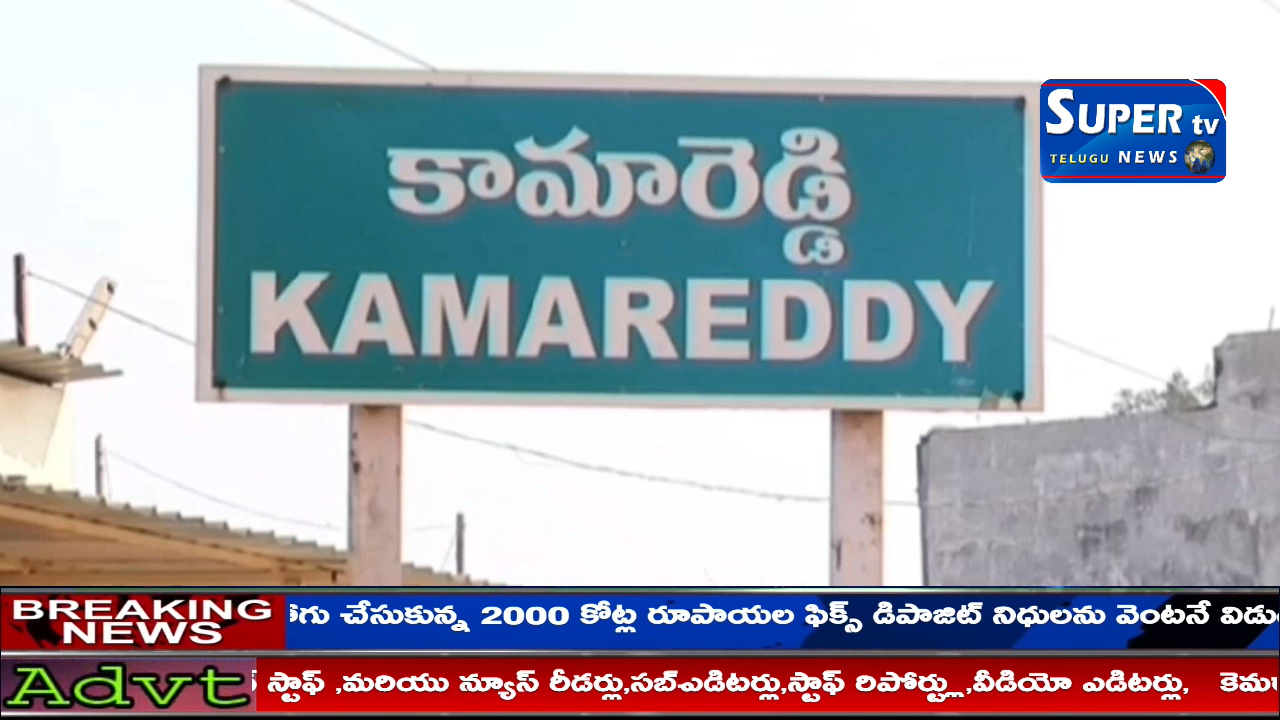 కామారెడ్డి
KAMAREDDY
SUPER tv
TELUGU NEWS
BREAKING NEWS
చేసుకున్న 2000 కోట్ల రూపాయల ఫిక్స్ డిపాజిట్ నిధులను వెంటనే
Advt
స్టాఫ్ ,మరియు న్యూస్ రీడర్లు,సబ్-ఎడిటర్లు,స్టాఫ్ రిపోర్ట్లు,వీడియో ఎడిటర్లు,